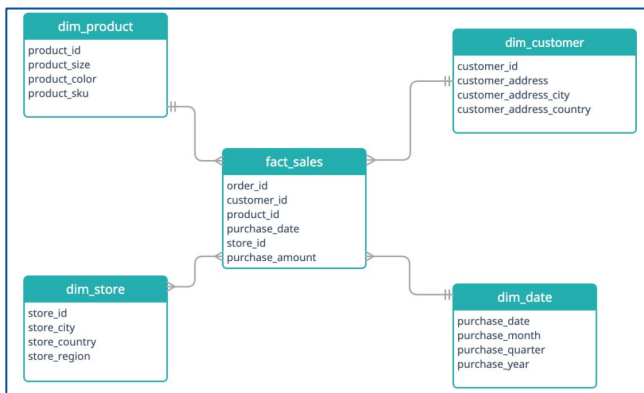 dim_product
product_id
product_size
product_color
product_sku
dim_customer
customer_id
customer_address
customer_address_city
customer_address_country
fact_sales
order_id
customer_id
product_id
purchase_date
store_id
purchase_amount
dim_store
store_id
store_city
store_country
store_region
dim_date
purchase_date
purchase_month
purchase_quarter
purchase_year